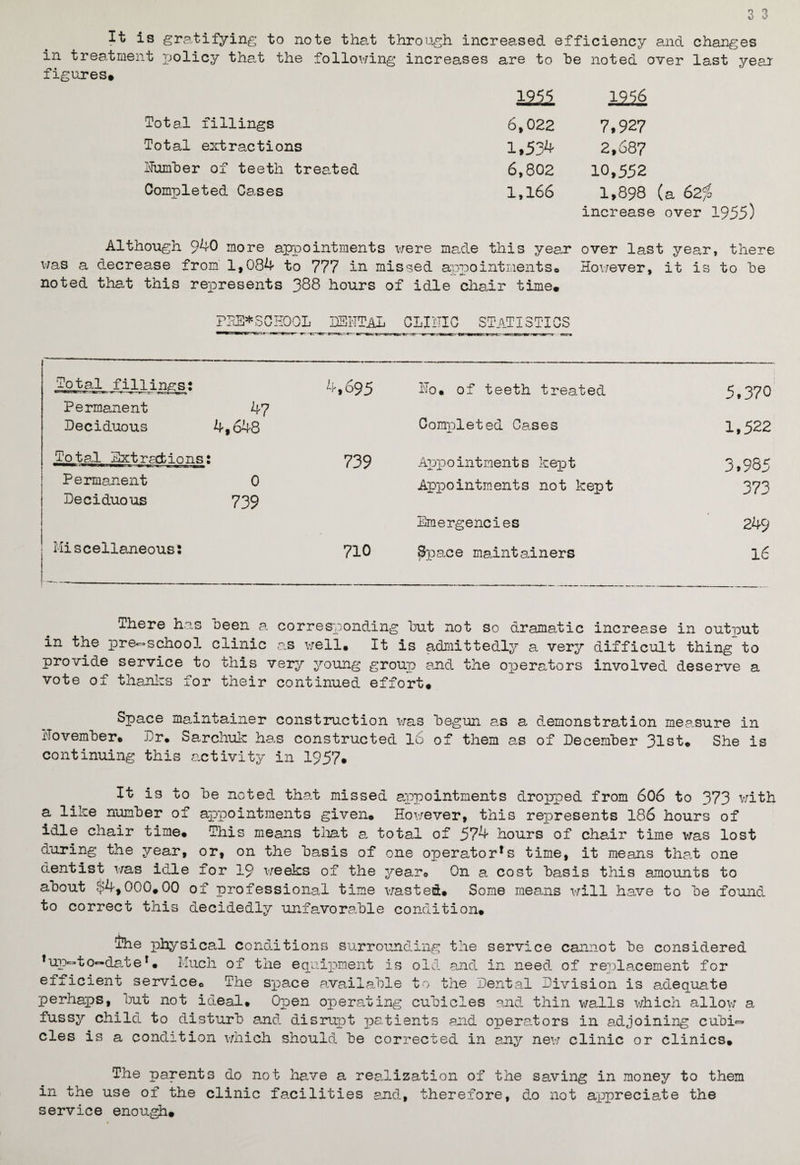 3 3
It is gratifying to note that through increased efficiency and changes
in treatment policy that the following increases are to be noted over last year
figures.
1955 1956
Total fillings 6,022 7,927
Total extractions 1,534 2,687
Number of teeth treated 6,802 10,552
Completed Cases 1,166 1,898 (a 62%
increase over 1955)
Although 940 more appointments were made this year over last year, there
was a decrease from 1,084 to 777 in missed appointments. However, it is to be
noted that this represents 388 hours of idle chair time.
PRE*SCHOOL DENTAL CLINIC STATISTICS
Total fillings: 4,695 No. of teeth treated 5,370
Permanent 47
Deciduous 4,648 Completed Cases 1,522
Total Extractions: 739 Appointments kept 3,985
Permanent 0 Appointments not kept 373
Deciduous 739
Emergencies 249
Miscellaneous: 710 Space maintainers 16
There has been a corresponding but not so dramatic increase in output
in the pre-school clinic as well. It is admittedly a very difficult thing to
provide service to this very young group and the operators involved deserve a
vote of thanks for their continued effort.
Space maintainer construction was begun as a demonstration measure in
November. Dr. Sarchuk has constructed 16 of them as of December 31st. She is
continuing this activity in 1957.
It is to be noted that missed appointments dropped from 606 to 373 with
a like number of appointments given. However, this represents 186 hours of
idle chair time. This means that a total of 574 hours of chair time was lost
during the year, or, on the basis of one operator's time, it means that one
dentist was idle for 19 weeks of the year. On a cost basis this amounts to
about $4,000.00 of professional time wasted. Some means will have to be found
to correct this decidedly unfavorable condition.
The physical conditions surrounding the service cannot be considered
'up-to-date'. Much of the equipment is old and in need of replacement for
efficient service. The space available to the Dental Division is adequate
perhaps, but not ideal. Open operating cubicles and thin walls which allow a
fussy child to disturb and disrupt patients and operators in adjoining cubi-
cles is a condition which should be corrected in any new clinic or clinics.
The parents do not have a realization of the saving in money to them
in the use of the clinic facilities and, therefore, do not appreciate the
service enough.